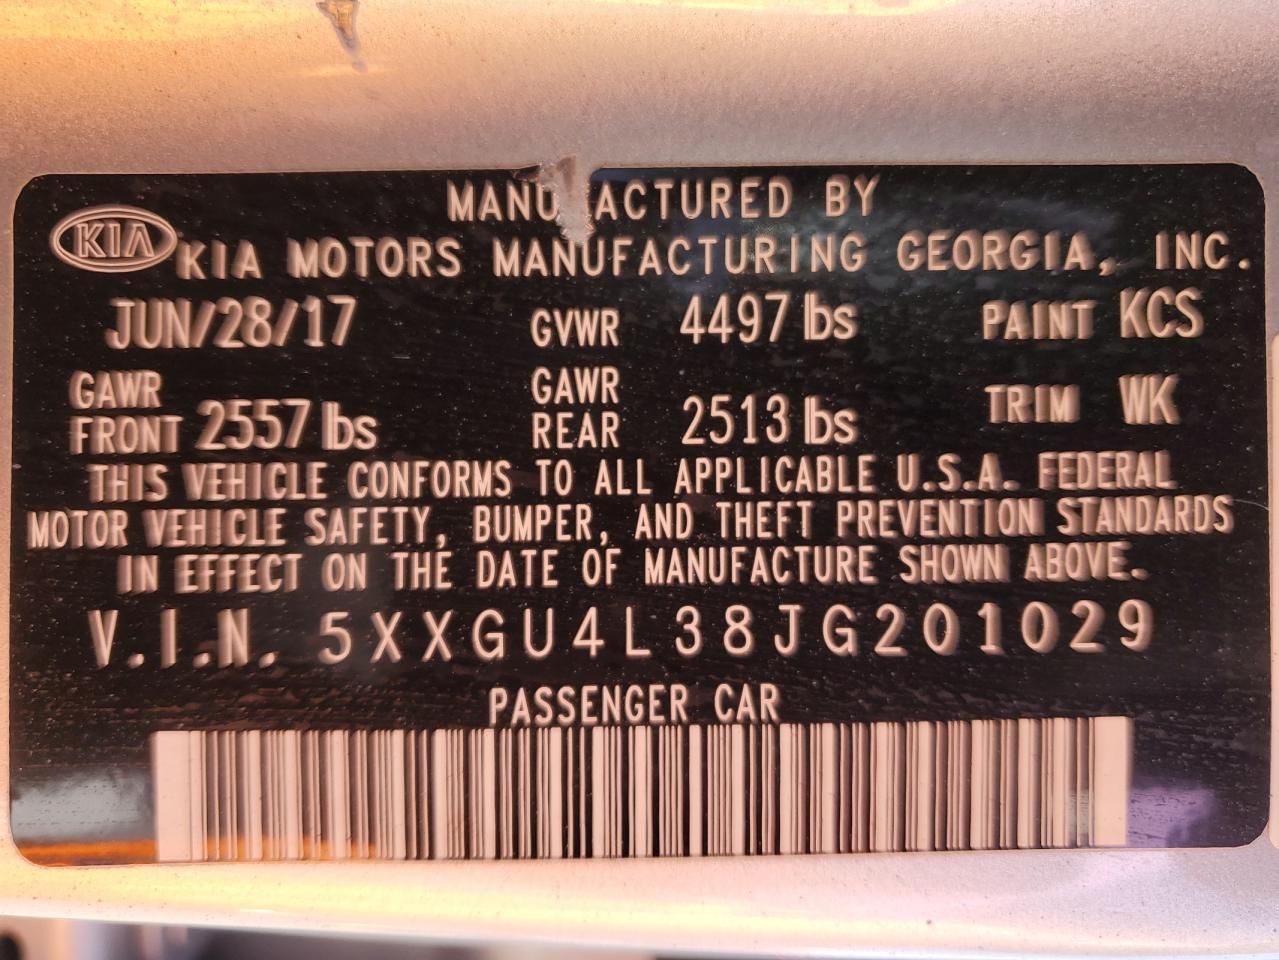 MANUFACTURED BY
KIA KIA MOTORS MANUFACTURING GEORGIA, INC.
JUN/28/17 GVWR 4497 lbs PAINT KCS
GAWR FRONT 2557 lbs GAWR REAR 2513 lbs TRIM WK
THIS VEHICLE CONFORMS TO ALL APPLICABLE U.S.A. FEDERAL
MOTOR VEHICLE SAFETY, BUMPER, AND THEFT PREVENTION STANDARDS
IN EFFECT ON THE DATE OF MANUFACTURE SHOWN ABOVE.
V.I.N. 5XXGU4L38JG201029
PASSENGER CAR